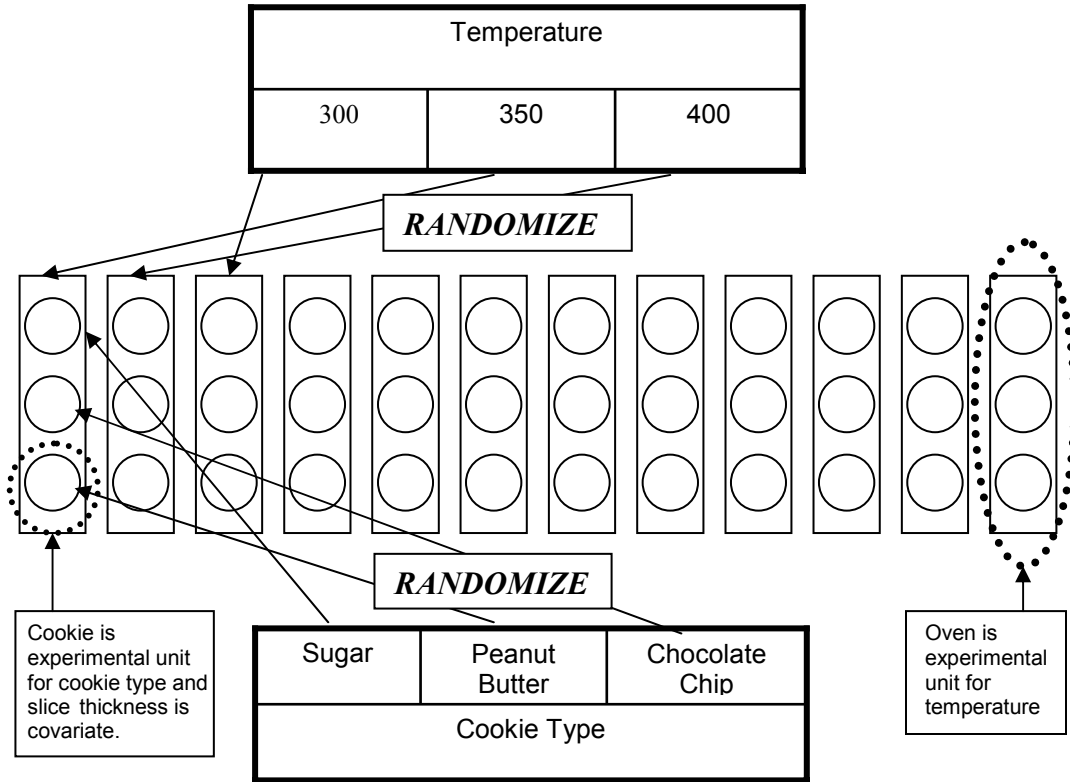 Temperature
300 350 400
RANDOMIZE
RANDOMIZE
Cookie is
experimental unit
for cookie type and
slice thickness is
covariate.
Sugar Peanut Chocolate
Butter Chip
Cookie Type
Oven is
experimental
unit for
temperature